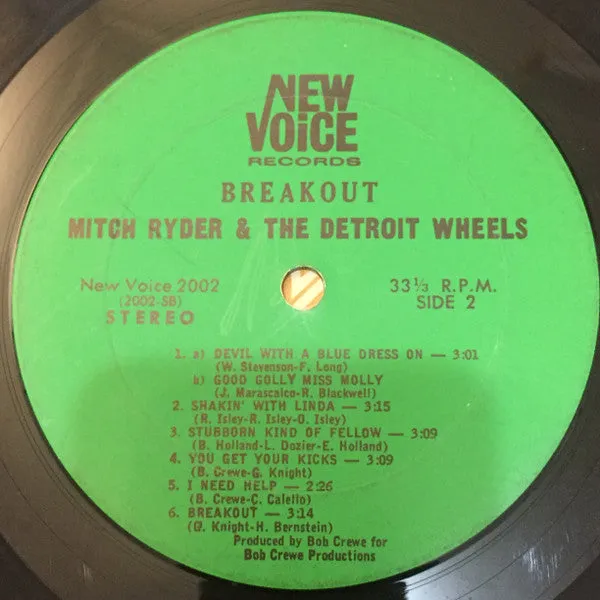 NEW
VOiCE
RECORDS
BREAKOUT
MITCH RYDER & THE DETROIT WHEELS
New Voice 2002
(2002-SB)
STEREO
33⅓ R.P.M.
SIDE 2
1. a) DEVIL WITH A BLUE DRESS ON — 3:01
(W. Stevenson-F. Long)
b) GOOD GOLLY MISS MOLLY
(J. Marascalco-R. Blackwell)
2. SHAKIN' WITH LINDA — 3:15
(R. Isley-R. Isley-O. Isley)
3. STUBBORN KIND OF FELLOW — 3:09
(B. Holland-L. Dozier-E. Holland)
4. YOU GET YOUR KICKS — 3:09
(B. Crewe-G. Knight)
5. I NEED HELP — 2:26
(B. Crewe-C. Calello)
6. BREAKOUT — 3:14
(G. Knight-H. Bernstein)
Produced by Bob Crewe for
Bob Crewe Productions